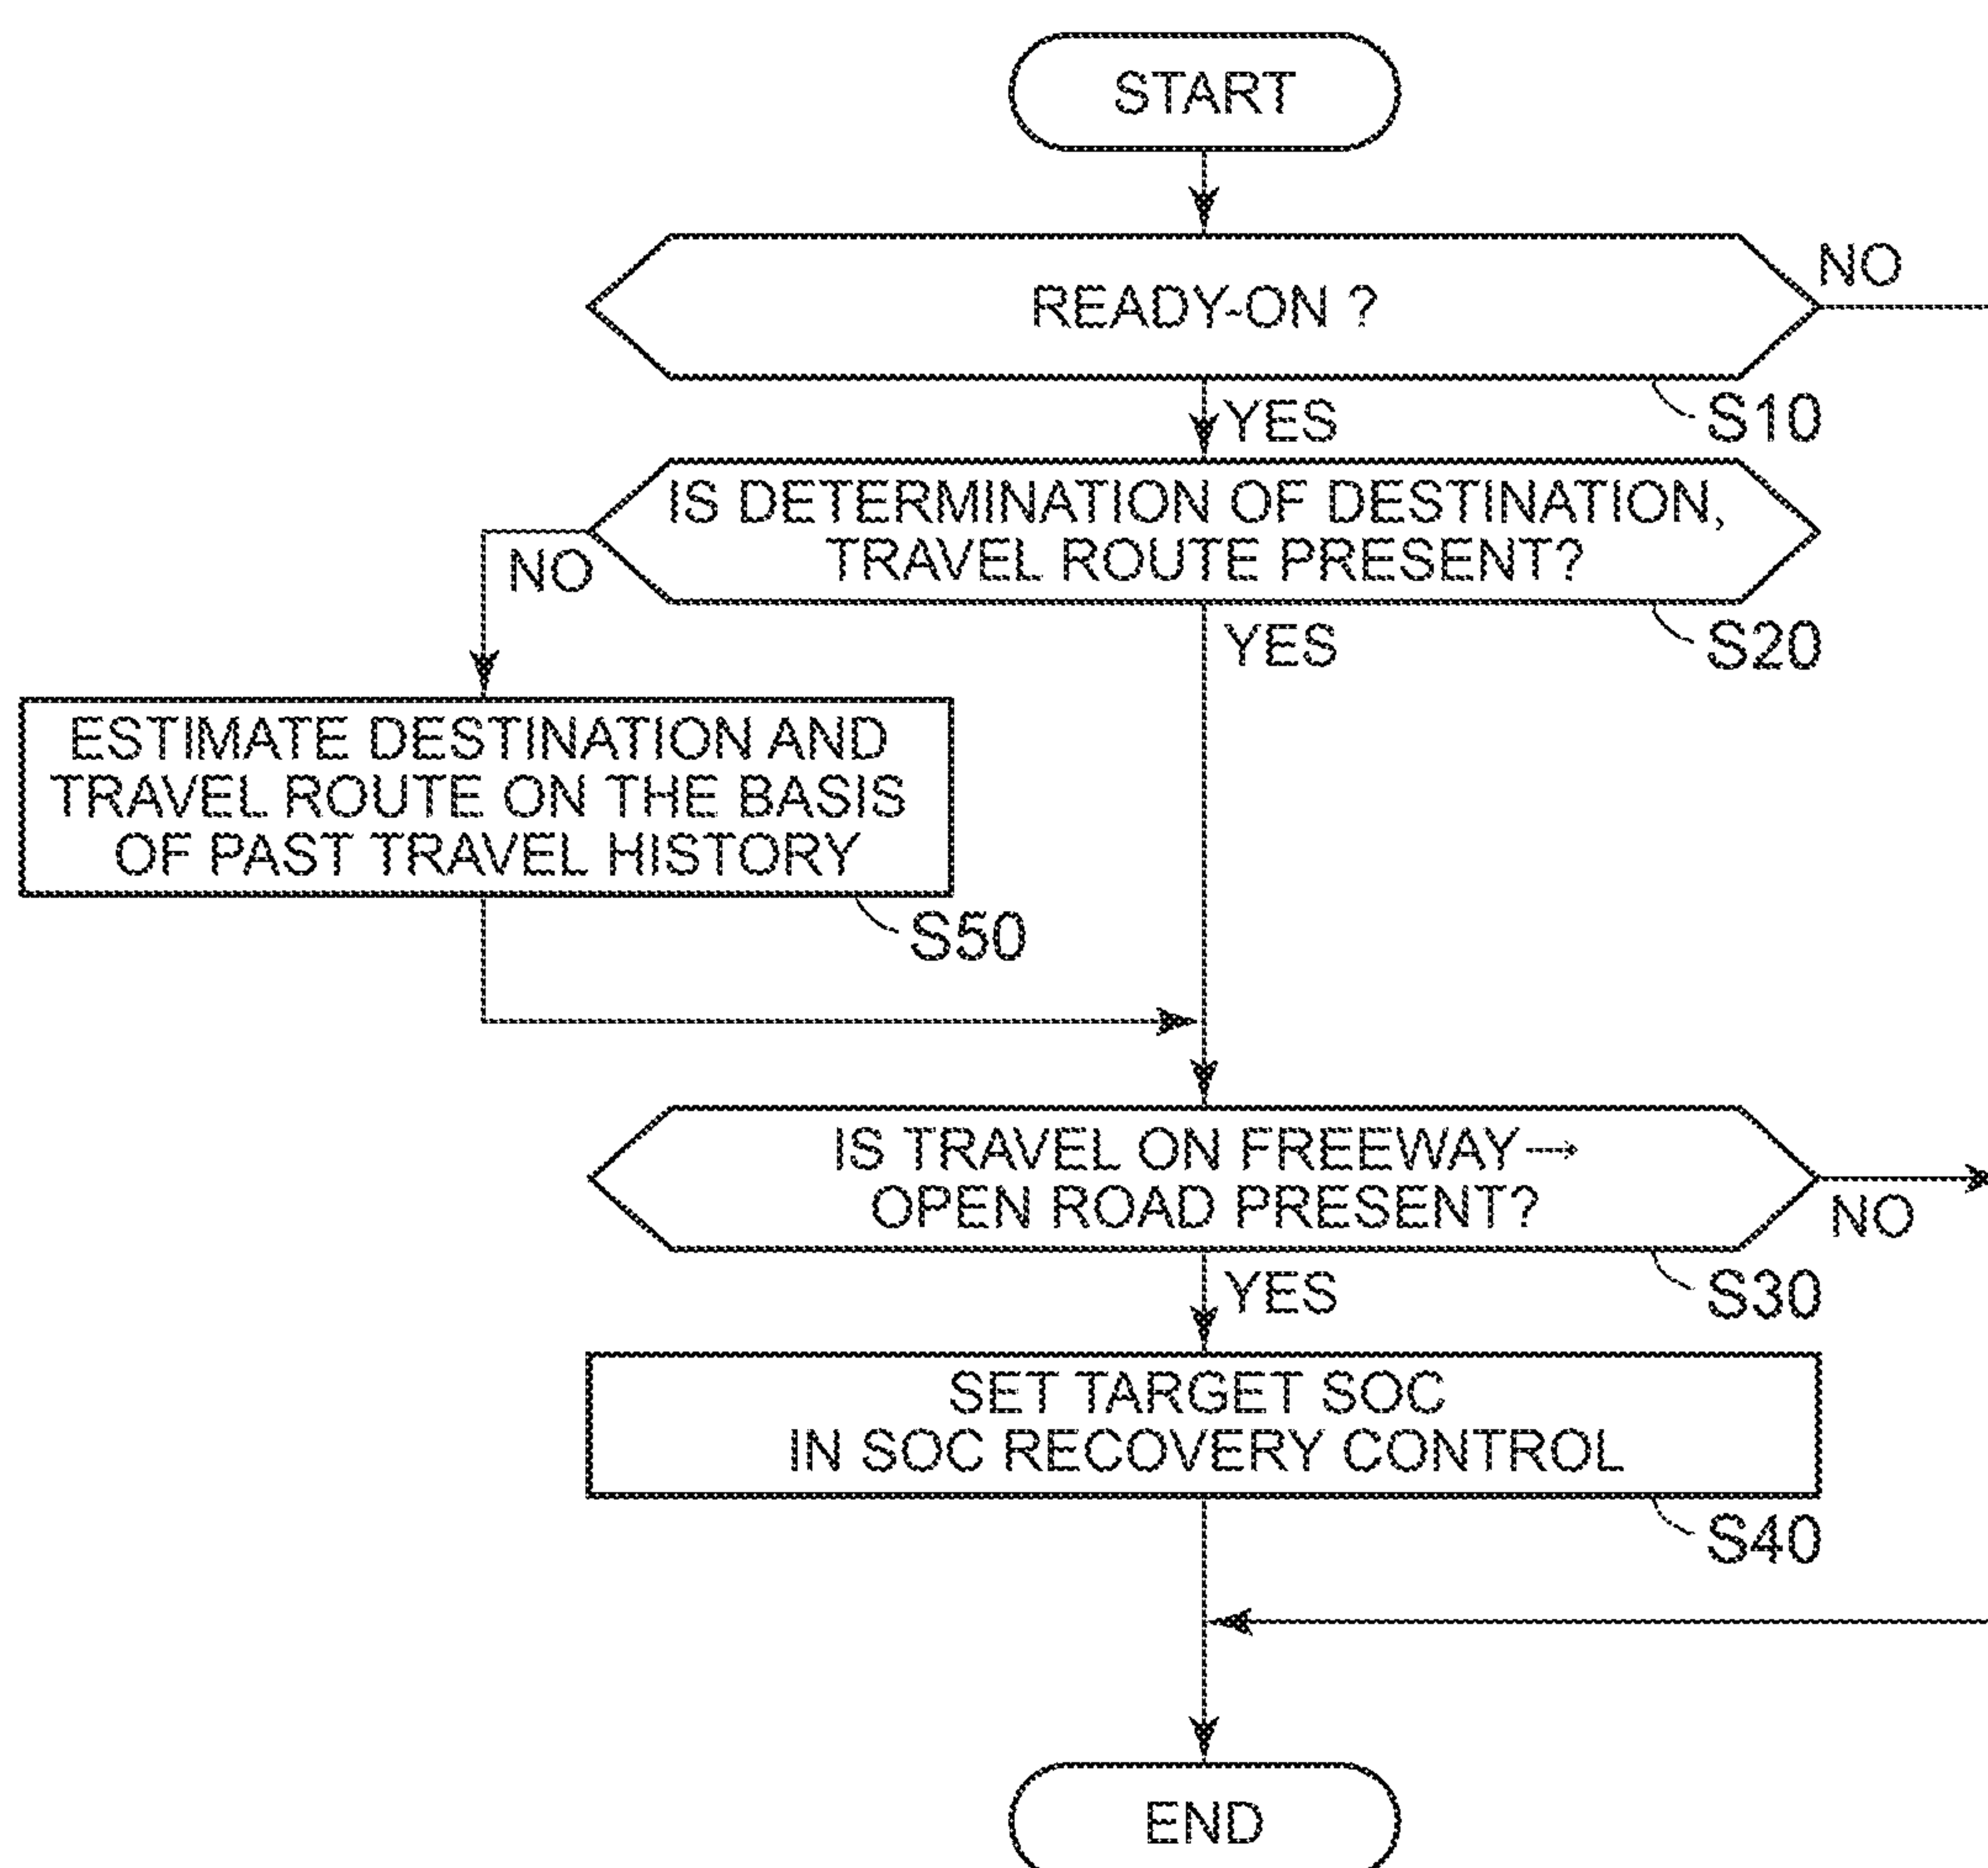 START
READY-ON ?
NO
YES
S10
IS DETERMINATION OF DESTINATION,
TRAVEL ROUTE PRESENT?
NO
YES
S20
ESTIMATE DESTINATION AND
TRAVEL ROUTE ON THE BASIS
OF PAST TRAVEL HISTORY
S50
IS TRAVEL ON FREEWAY→
OPEN ROAD PRESENT?
NO
YES
S30
SET TARGET SOC
IN SOC RECOVERY CONTROL
S40
END